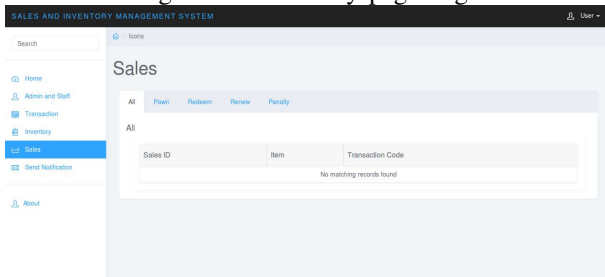 SALES AND INVENTORY MANAGEMENT SYSTEM
User
Search
Icons
Home
Admin and Staff
Transaction
Inventory
Sales
Send Notification
About
Sales
All Pawn Redeem Renew Penalty
All
Sales ID Item Transaction Code
No matching records found